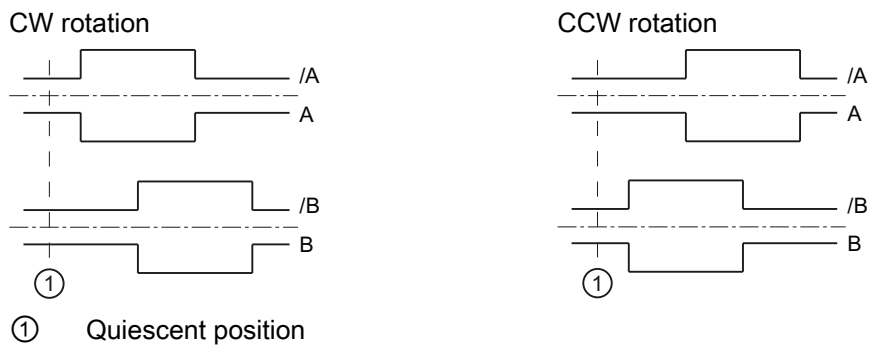 CW rotation
CCW rotation
/A
/A
A
A
/B
/B
B
B
①
①
① Quiescent position